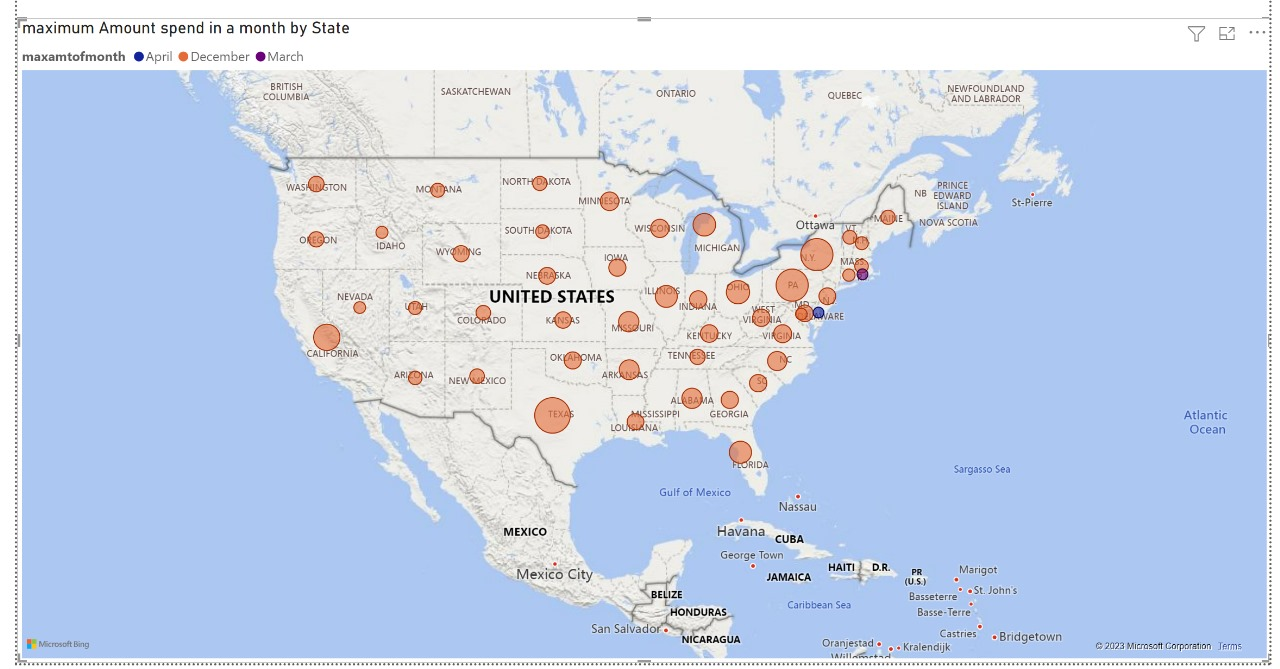 maximum Amount spend in a month by State
maxamtofmonth April December March
BRITISH
COLUMBIA
SASKATCHEWAN
ONTARIO
QUEBEC
NEWFOUNDLAND
AND LABRADOR
WASHINGTON
MONTANA
NORTH DAKOTA
MINNESOTA
NB
PRINCE
EDWARD
ISLAND
St-Pierre
OREGON
IDAHO
SOUTH DAKOTA
WISCONSIN
MICHIGAN
Ottawa
VT.
MAINE
NOVA SCOTIA
WYOMING
IOWA
N.Y.
MASS.
NEBRASKA
NEVADA
UTAH
COLORADO
UNITED STATES
ILLINOIS
INDIANA
OHIO
PA
N.J.
KANSAS
MISSOURI
WEST
VIRGINIA
MD
DELAWARE
CALIFORNIA
KENTUCKY
VIRGINIA
OKLAHOMA
TENNESSEE
NC
ARIZONA
NEW MEXICO
ARKANSAS
SC
TEXAS
MISSISSIPPI
ALABAMA
GEORGIA
LOUISIANA
FLORIDA
Atlantic
Ocean
Sargasso Sea
Gulf of Mexico
Nassau
MEXICO
Havana
CUBA
Mexico City
George Town
JAMAICA
HAITI
D.R.
PR
(U.S.)
Marigot
St. John's
Basseterre
Basse-Terre
BELIZE
HONDURAS
Caribbean Sea
San Salvador
NICARAGUA
Castries
Bridgetown
Oranjestad
Kralendijk
Willemstad
Microsoft Bing
© 2023 Microsoft Corporation Terms